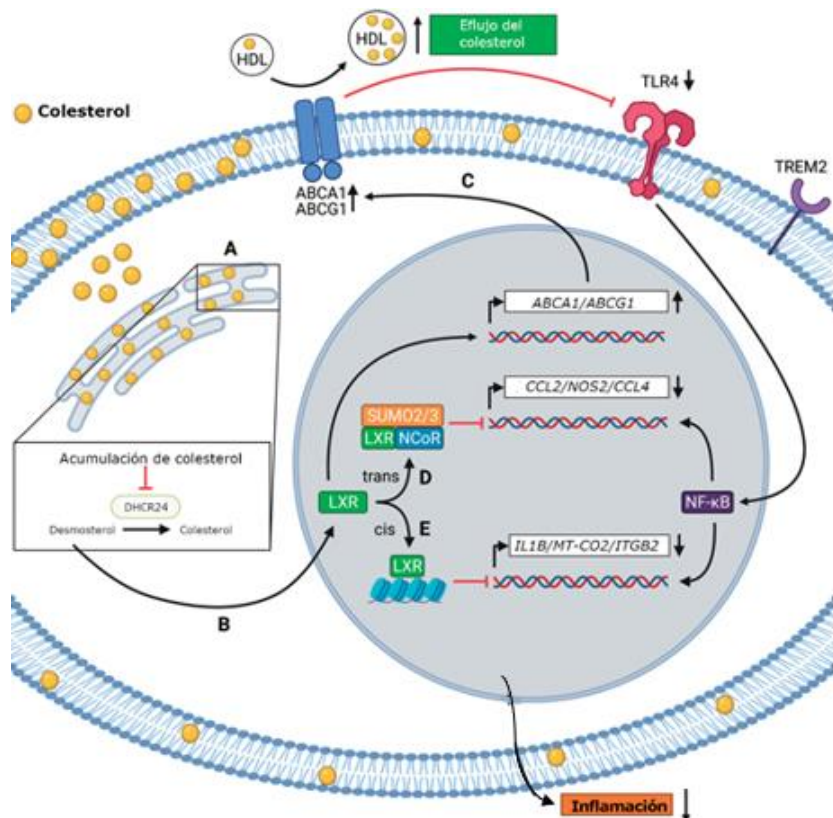 HDL
HDL
Eflujo del
colesterol
TLR4
Colesterol
TREM2
ABCA1
ABCG1
C
A
ABCA1/ABCG1
CCL2/NOS2/CCL4
SUMO2/3
LXR NCoR
Acumulación de colesterol
trans D
DHCR24
LXR
NF-κB
Desmosterol
Colesterol
cis E
IL1B/MT-CO2/ITGB2
LXR
B
Inflamación